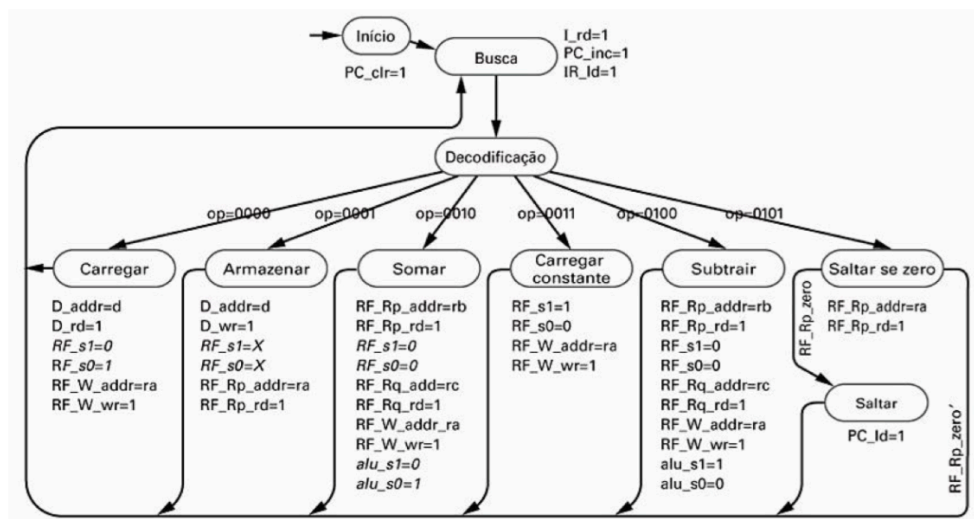 Início
PC_clr=1
Busca
I_rd=1
PC_inc=1
IR_ld=1
Decodificação
op=0000
op=0001
op=0010
op=0011
op=0100
op=0101
Carregar
D_addr=d
D_rd=1
RF_s1=0
RF_s0=1
RF_W_addr=ra
RF_W_wr=1
Armazenar
D_addr=d
D_wr=1
RF_s1=X
RF_s0=X
RF_Rp_addr=ra
RF_Rp_rd=1
Somar
RF_Rp_addr=rb
RF_Rp_rd=1
RF_s1=0
RF_s0=0
RF_Rq_add=rc
RF_Rq_rd=1
RF_W_addr_ra
RF_W_wr=1
alu_s1=0
alu_s0=1
Carregar
constante
RF_s1=1
RF_s0=0
RF_W_addr=ra
RF_W_wr=1
Subtrair
RF_Rp_addr=rb
RF_Rp_rd=1
RF_s1=0
RF_s0=0
RF_Rq_addr=rc
RF_Rq_rd=1
RF_W_addr=ra
RF_W_wr=1
alu_s1=1
alu_s0=0
Saltar se zero
RF_Rp_addr=ra
RF_Rp_rd=1
RF_Rp_zero
Saltar
PC_ld=1
RF_Rp_zero'